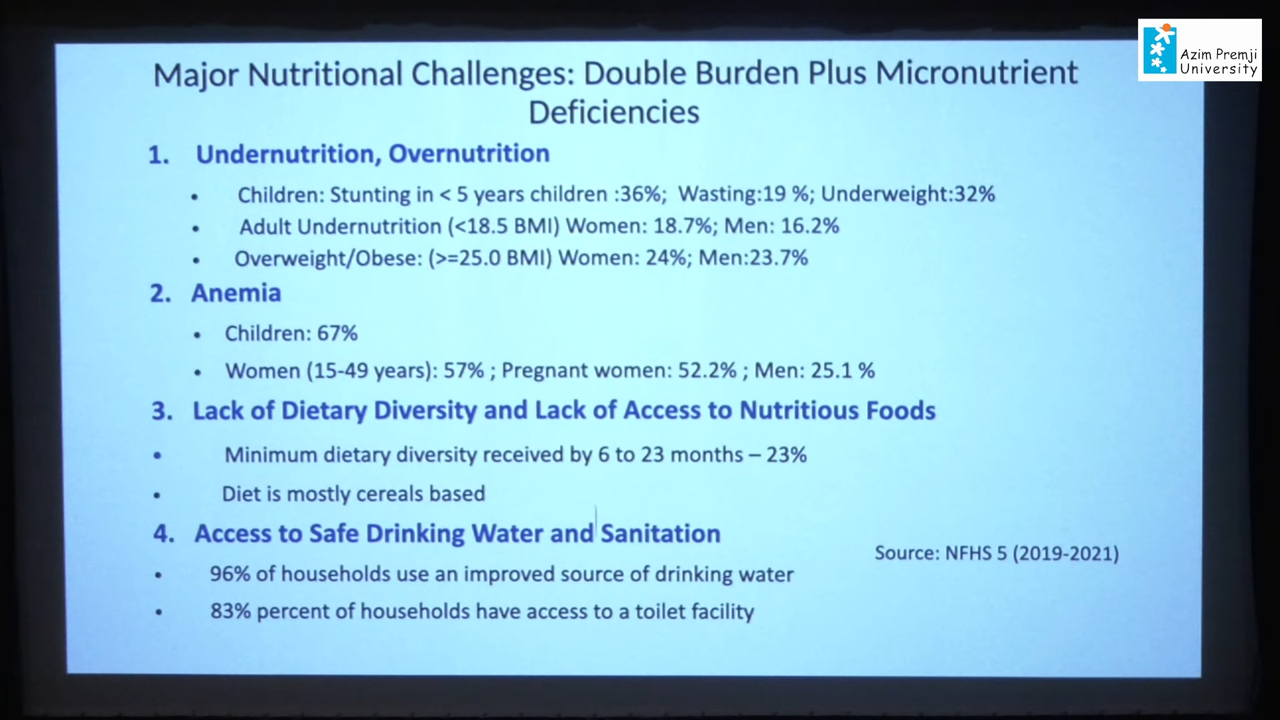 Azim Premji
University
Major Nutritional Challenges: Double Burden Plus Micronutrient
Deficiencies
1. Undernutrition, Overnutrition
• Children: Stunting in < 5 years children :36%; Wasting:19 %; Underweight:32%
• Adult Undernutrition (<18.5 BMI) Women: 18.7%; Men: 16.2%
• Overweight/Obese: (>=25.0 BMI) Women: 24%; Men:23.7%
2. Anemia
• Children: 67%
• Women (15-49 years): 57% ; Pregnant women: 52.2% ; Men: 25.1 %
3. Lack of Dietary Diversity and Lack of Access to Nutritious Foods
• Minimum dietary diversity received by 6 to 23 months – 23%
• Diet is mostly cereals based
4. Access to Safe Drinking Water and Sanitation
Source: NFHS 5 (2019-2021)
• 96% of households use an improved source of drinking water
• 83% percent of households have access to a toilet facility